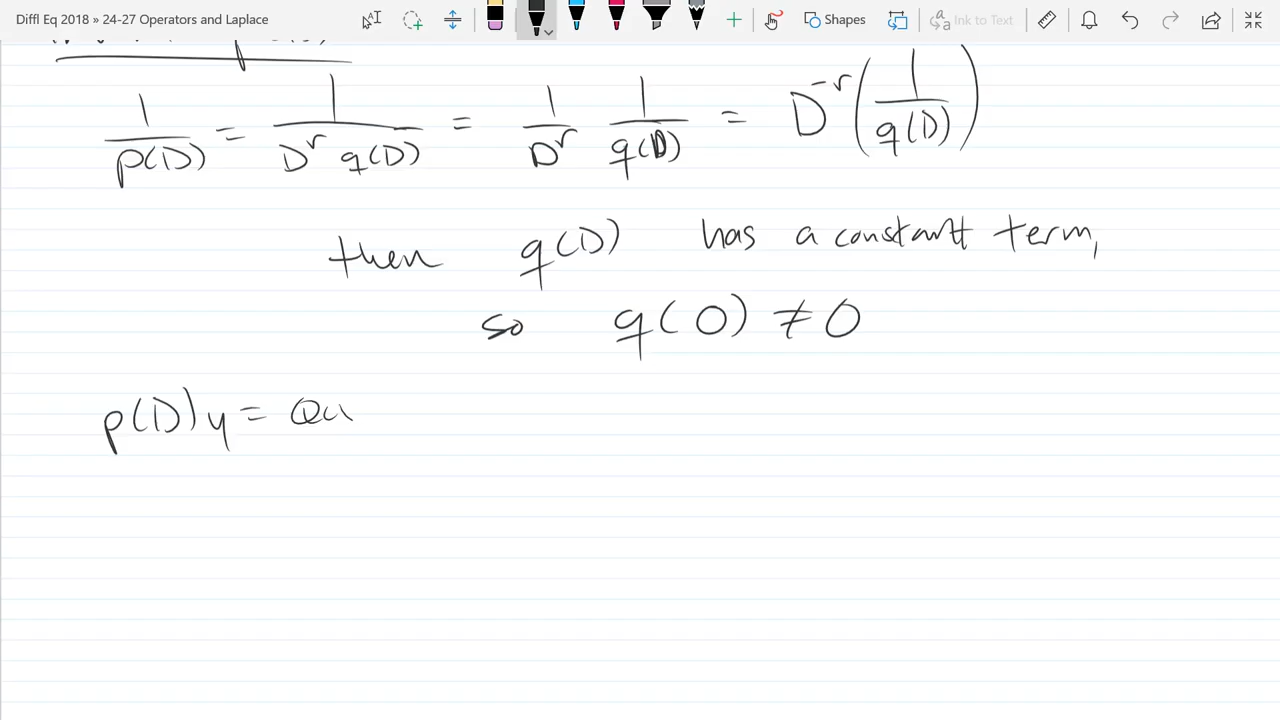 Diffl Eq 2018 » 24-27 Operators and Laplace
Shapes
Ink to Text
1/p(D) = 1/(D^r q(D)) = 1/D^r 1/q(D) = D^-r (1/q(D))
then q(D) has a constant term,
so q(0) ≠ 0
p(D)y = Q